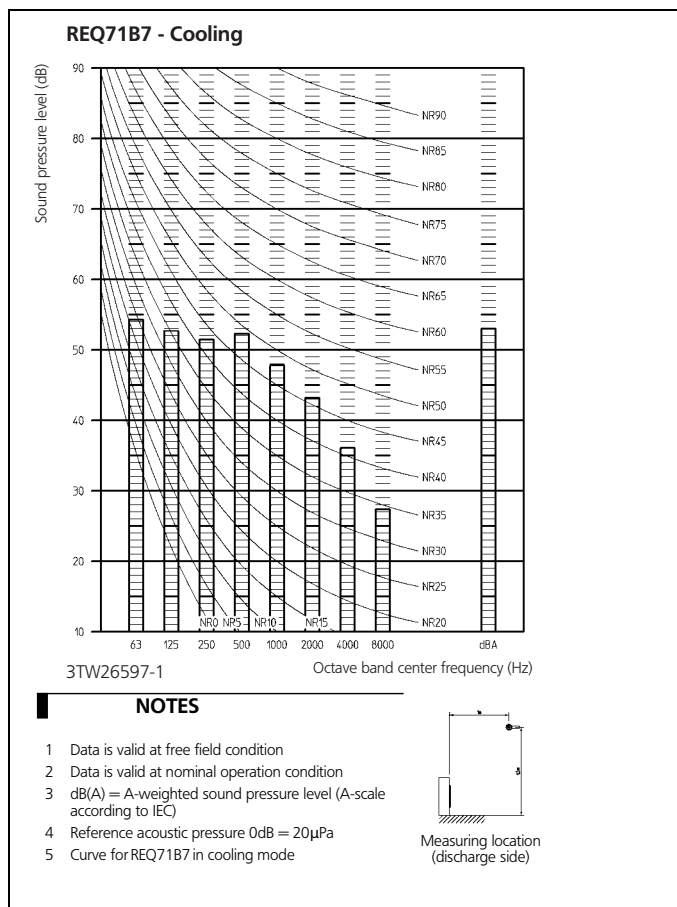 REQ71B7 - Cooling
Sound pressure level (dB)
90
80
70
60
50
40
30
20
10
NR90
NR85
NR80
NR75
NR70
NR65
NR60
NR55
NR50
NR45
NR40
NR35
NR30
NR25
NR20
NR0 NR5 NR10 NR15
63 125 250 500 1000 2000 4000 8000 dBA
3TW26597-1 Octave band center frequency (Hz)
NOTES
1 Data is valid at free field condition
2 Data is valid at nominal operation condition
3 dB(A) = A-weighted sound pressure level (A-scale
according to IEC)
4 Reference acoustic pressure 0dB = 20µPa
5 Curve for REQ71B7 in cooling mode
Measuring location
(discharge side)